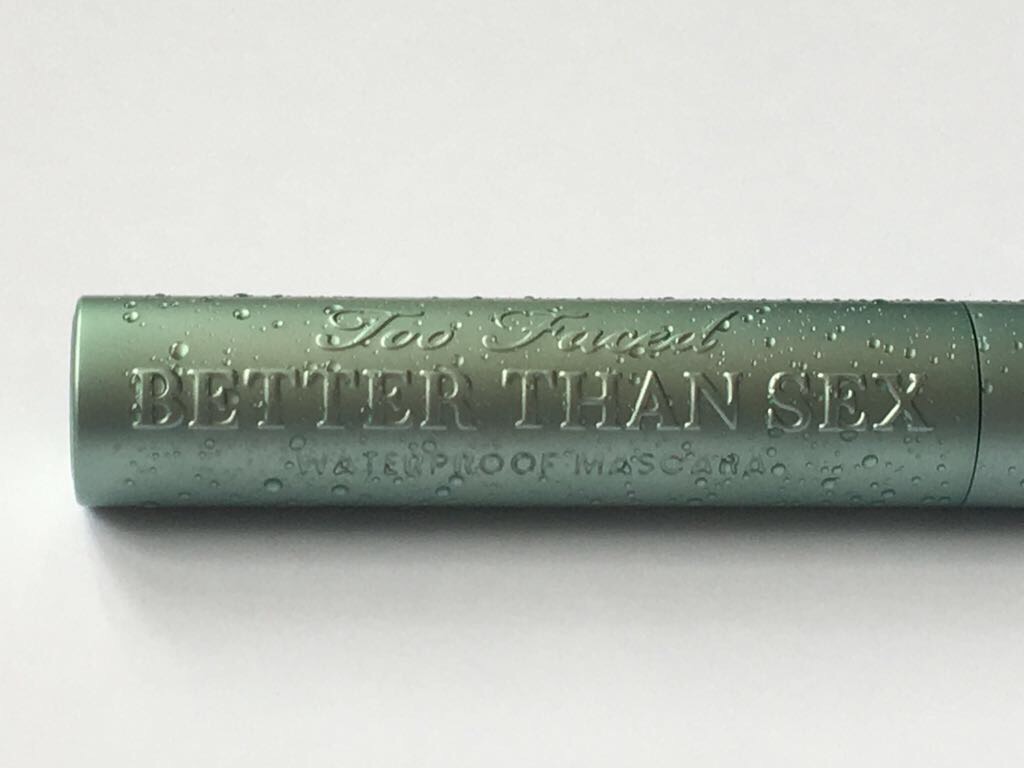 Too Faced
BETTER THAN SEX
WATERPROOF MASCARA